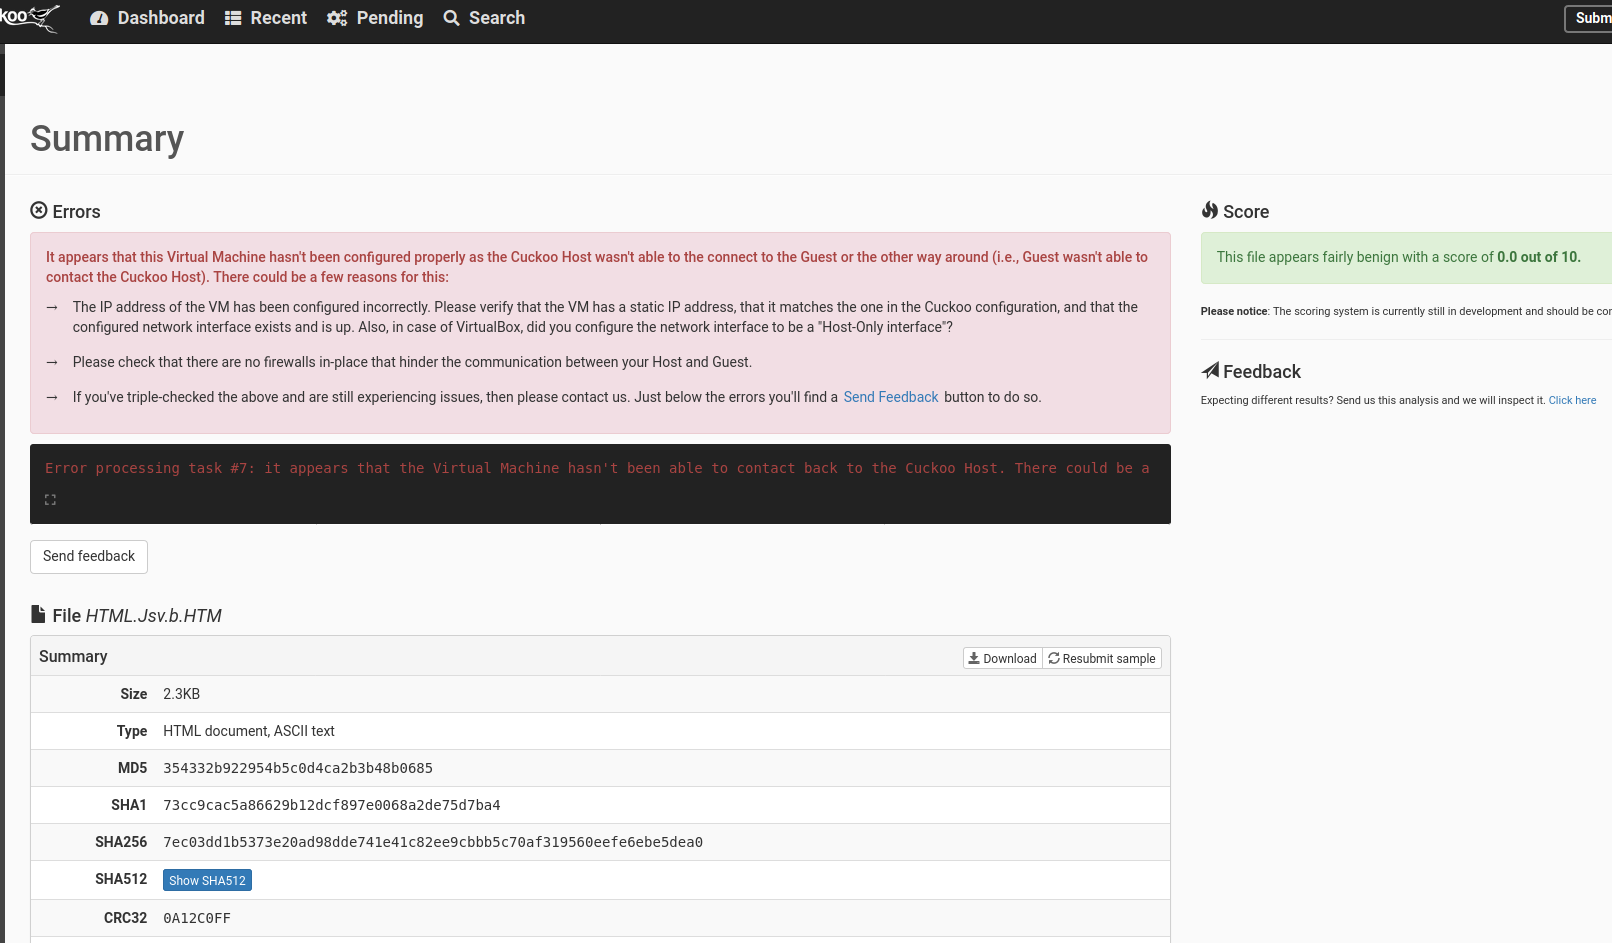 koo
Dashboard
Recent
Pending
Search
Subm
Summary
Errors
It appears that this Virtual Machine hasn't been configured properly as the Cuckoo Host wasn't able to the connect to the Guest or the other way around (i.e., Guest wasn't able to
contact the Cuckoo Host). There could be a few reasons for this:
→ The IP address of the VM has been configured incorrectly. Please verify that the VM has a static IP address, that it matches the one in the Cuckoo configuration, and that the
configured network interface exists and is up. Also, in case of VirtualBox, did you configure the network interface to be a "Host-Only interface"?
→ Please check that there are no firewalls in-place that hinder the communication between your Host and Guest.
→ If you've triple-checked the above and are still experiencing issues, then please contact us. Just below the errors you'll find a Send Feedback button to do so.
Error processing task #7: it appears that the Virtual Machine hasn't been able to contact back to the Cuckoo Host. There could be a
Send feedback
Score
This file appears fairly benign with a score of 0.0 out of 10.
Please notice: The scoring system is currently still in development and should be cor
Feedback
Expecting different results? Send us this analysis and we will inspect it. Click here
File HTML.Jsv.b.HTM
Summary
Download
Resubmit sample
Size 2.3KB
Type HTML document, ASCII text
MD5 354332b922954b5c0d4ca2b3b48b0685
SHA1 73cc9cac5a86629b12dcf897e0068a2de75d7ba4
SHA256 7ec03dd1b5373e20ad98dde741e41c82ee9cbbb5c70af319560eefe6ebe5dea0
SHA512 Show SHA512
CRC32 0A12C0FF